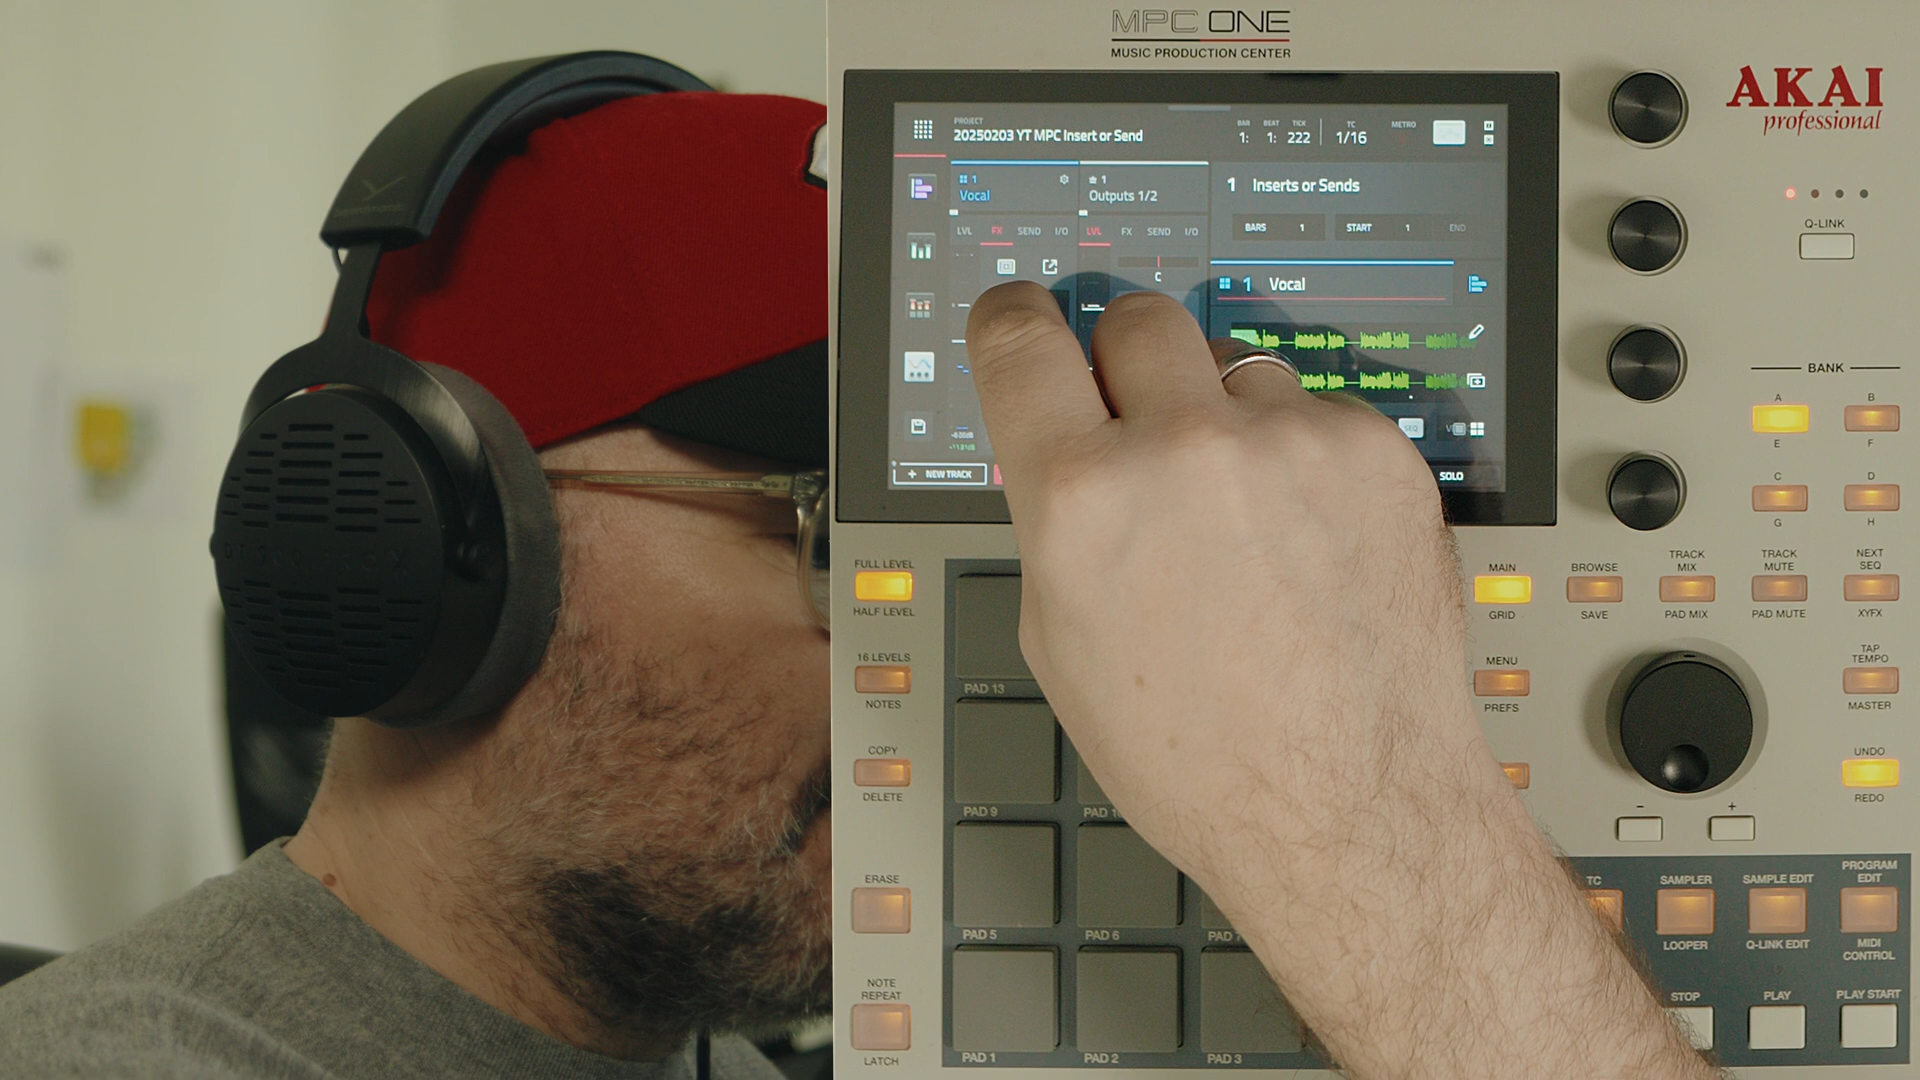 MPC ONE
MUSIC PRODUCTION CENTER
AKAI
professional
PROJECT
20250203 YT MPC Insert or Send
BAR BEAT TICK TC METRO
1: 1: 222 1/16
1 1 1 Inserts or Sends
Vocal Outputs 1/2
LVL FX SEND I/O LVL FX SEND I/O
BARS 1 START 1 END
C
1 Vocal
SEQ
+ NEW TRACK
SOLO
Q-LINK
BANK
A B
E F
C D
G H
FULL LEVEL
HALF LEVEL
16 LEVELS
NOTES
COPY
DELETE
ERASE
NOTE
REPEAT
LATCH
PAD 13
PAD 9
PAD 5 PAD 6
PAD 1 PAD 2 PAD 3
MAIN BROWSE TRACK MIX TRACK MUTE NEXT SEQ
GRID SAVE PAD MIX PAD MUTE XYFX
MENU
PREFS
TAP
TEMPO
MASTER
UNDO
REDO
- +
TC SAMPLER SAMPLE EDIT PROGRAM EDIT
LOOPER Q-LINK EDIT MIDI CONTROL
STOP PLAY PLAY START